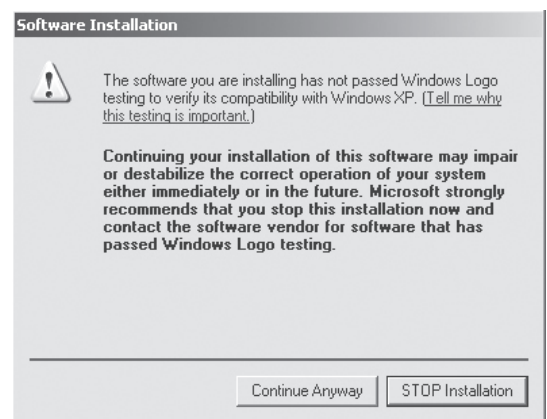 Software Installation
The software you are installing has not passed Windows Logo
testing to verify its compatibility with Windows XP. (Tell me why
this testing is important.)
Continuing your installation of this software may impair
or destabilize the correct operation of your system
either immediately or in the future. Microsoft strongly
recommends that you stop this installation now and
contact the software vendor for software that has
passed Windows Logo testing.
Continue Anyway
STOP Installation